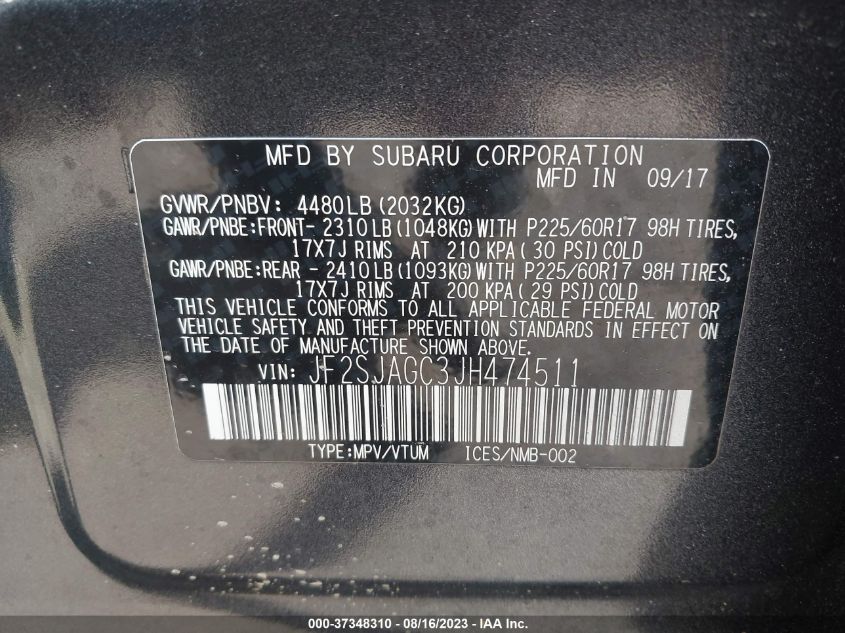 MFD BY SUBARU CORPORATION
MFD IN 09/17
GVWR/PNBV: 4480LB (2032KG)
GAWR/PNBE:FRONT- 2310 LB (1048KG) WITH P225/60R17 98H TIRES,
17X7J RIMS AT 210 KPA ( 30 PSI) COLD
GAWR/PNBE:REAR - 2410 LB (1093KG) WITH P225/60R17 98H TIRES,
17X7J RIMS AT 200 KPA ( 29 PSI) COLD
THIS VEHICLE CONFORMS TO ALL APPLICABLE FEDERAL MOTOR
VEHICLE SAFETY AND THEFT PREVENTION STANDARDS IN EFFECT ON
THE DATE OF MANUFACTURE SHOWN ABOVE.
VIN: JF2SJAGC3JH474511
TYPE:MPV/VTUM ICES/NMB-002
000-37348310 - 08/16/2023 - © IAA, Inc.